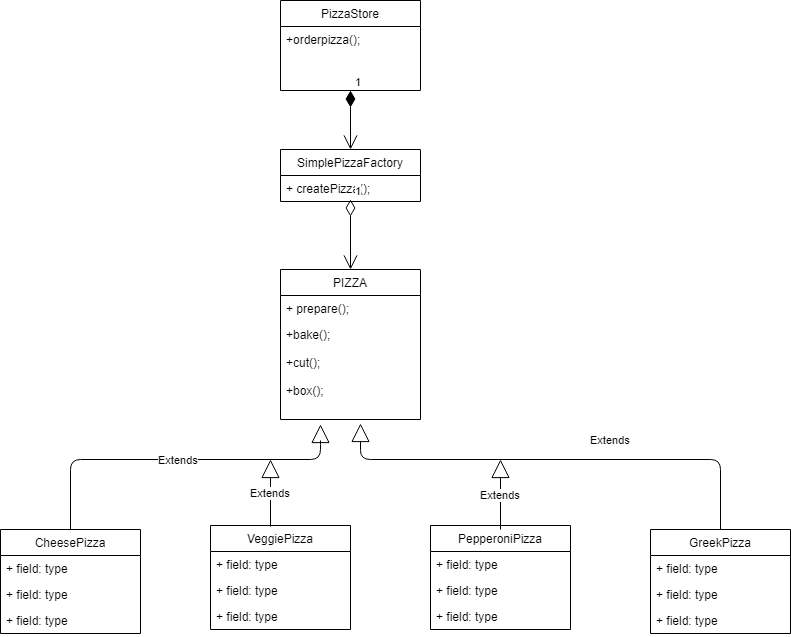 PizzaStore
+orderpizza();
1
SimplePizzaFactory
+ createPizza();
1
PIZZA
+ prepare();
+bake();
+cut();
+box();
Extends
Extends
Extends
Extends
CheesePizza
+ field: type
+ field: type
+ field: type
VeggiePizza
+ field: type
+ field: type
+ field: type
PepperoniPizza
+ field: type
+ field: type
+ field: type
GreekPizza
+ field: type
+ field: type
+ field: type